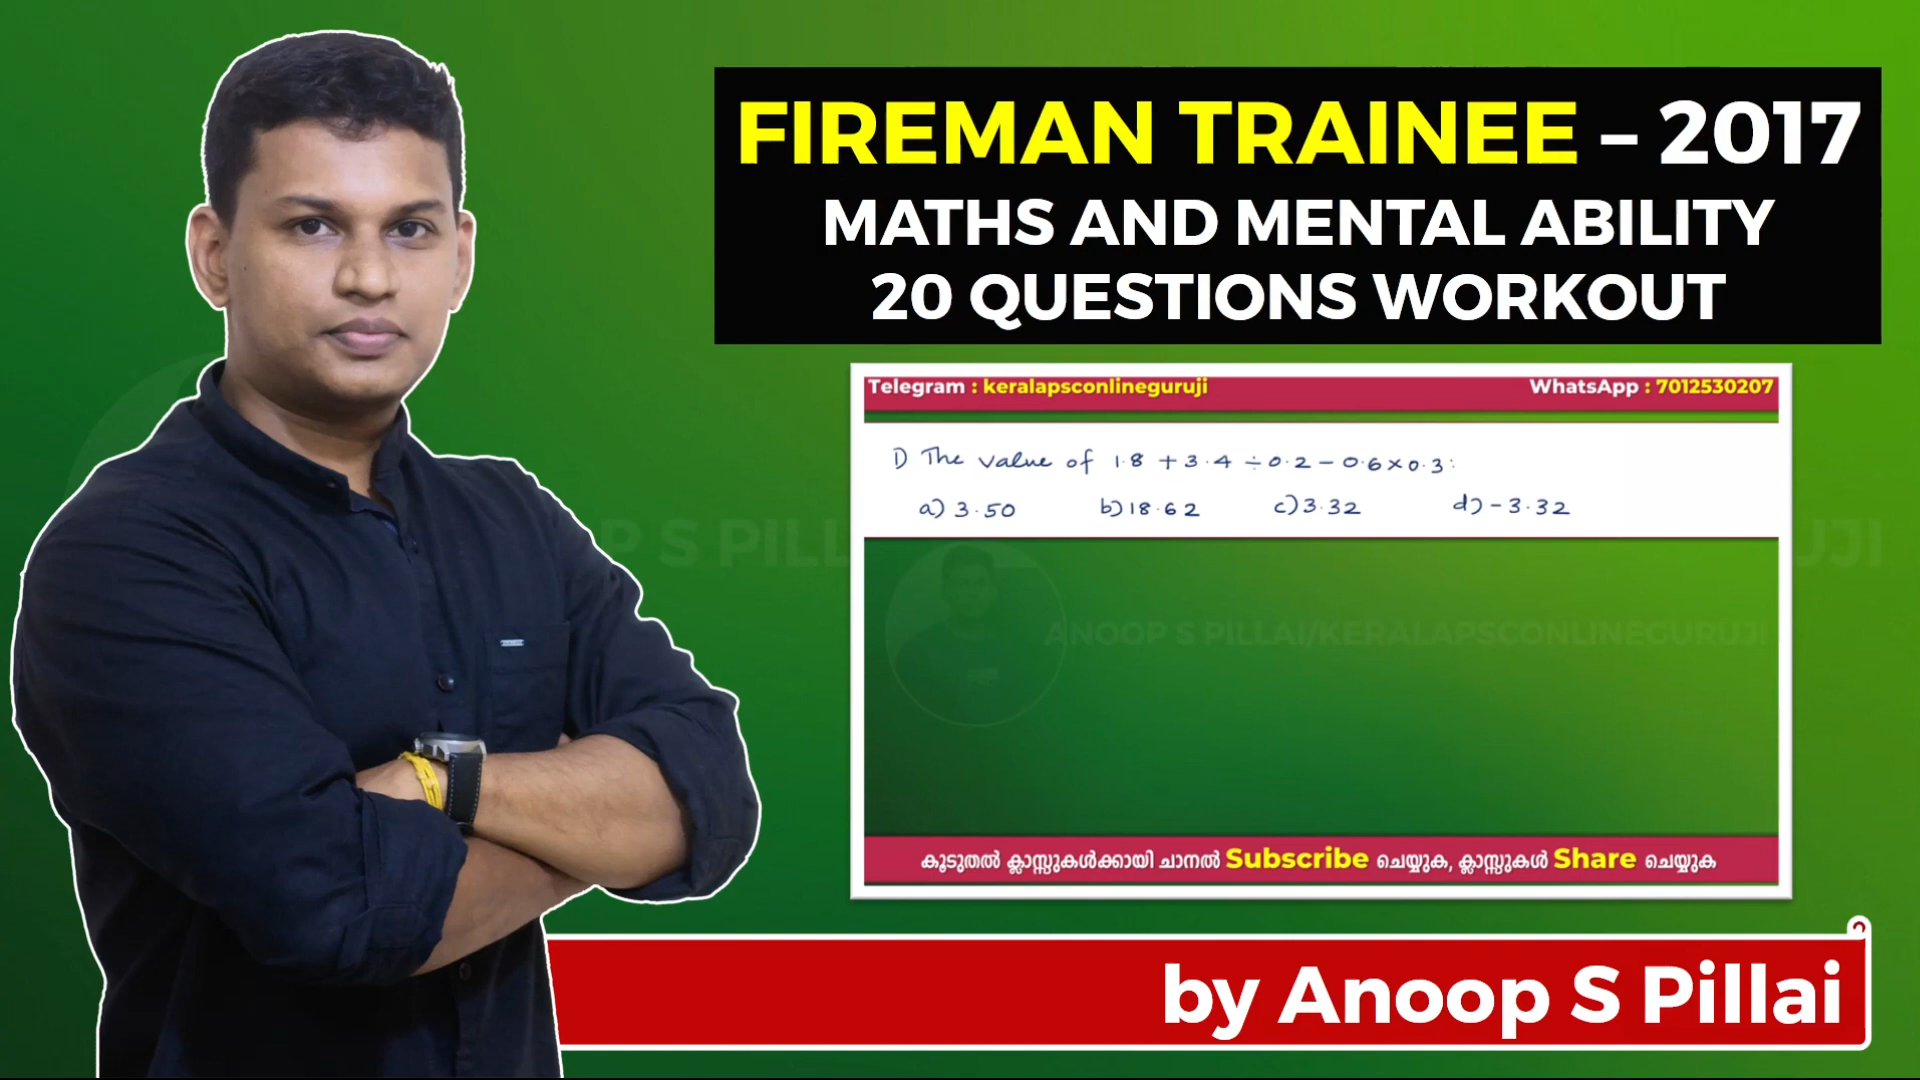 FIREMAN TRAINEE – 2017
MATHS AND MENTAL ABILITY
20 QUESTIONS WORKOUT
Telegram : keralapsconlineguruji WhatsApp : 7012530207
1) The value of 1.8 + 3.4 ÷ 0.2 – 0.6 × 0.3 :
a) 3.50 b) 18.62 c) 3.32 d) – 3.32
ANOOP S PILLAI/KERALAPSCONLINEGURUJI
കൂടുതൽ ക്ലാസ്സുകൾക്കായി ചാനൽ Subscribe ചെയ്യുക, ക്ലാസ്സുകൾ Share ചെയ്യുക
by Anoop S Pillai